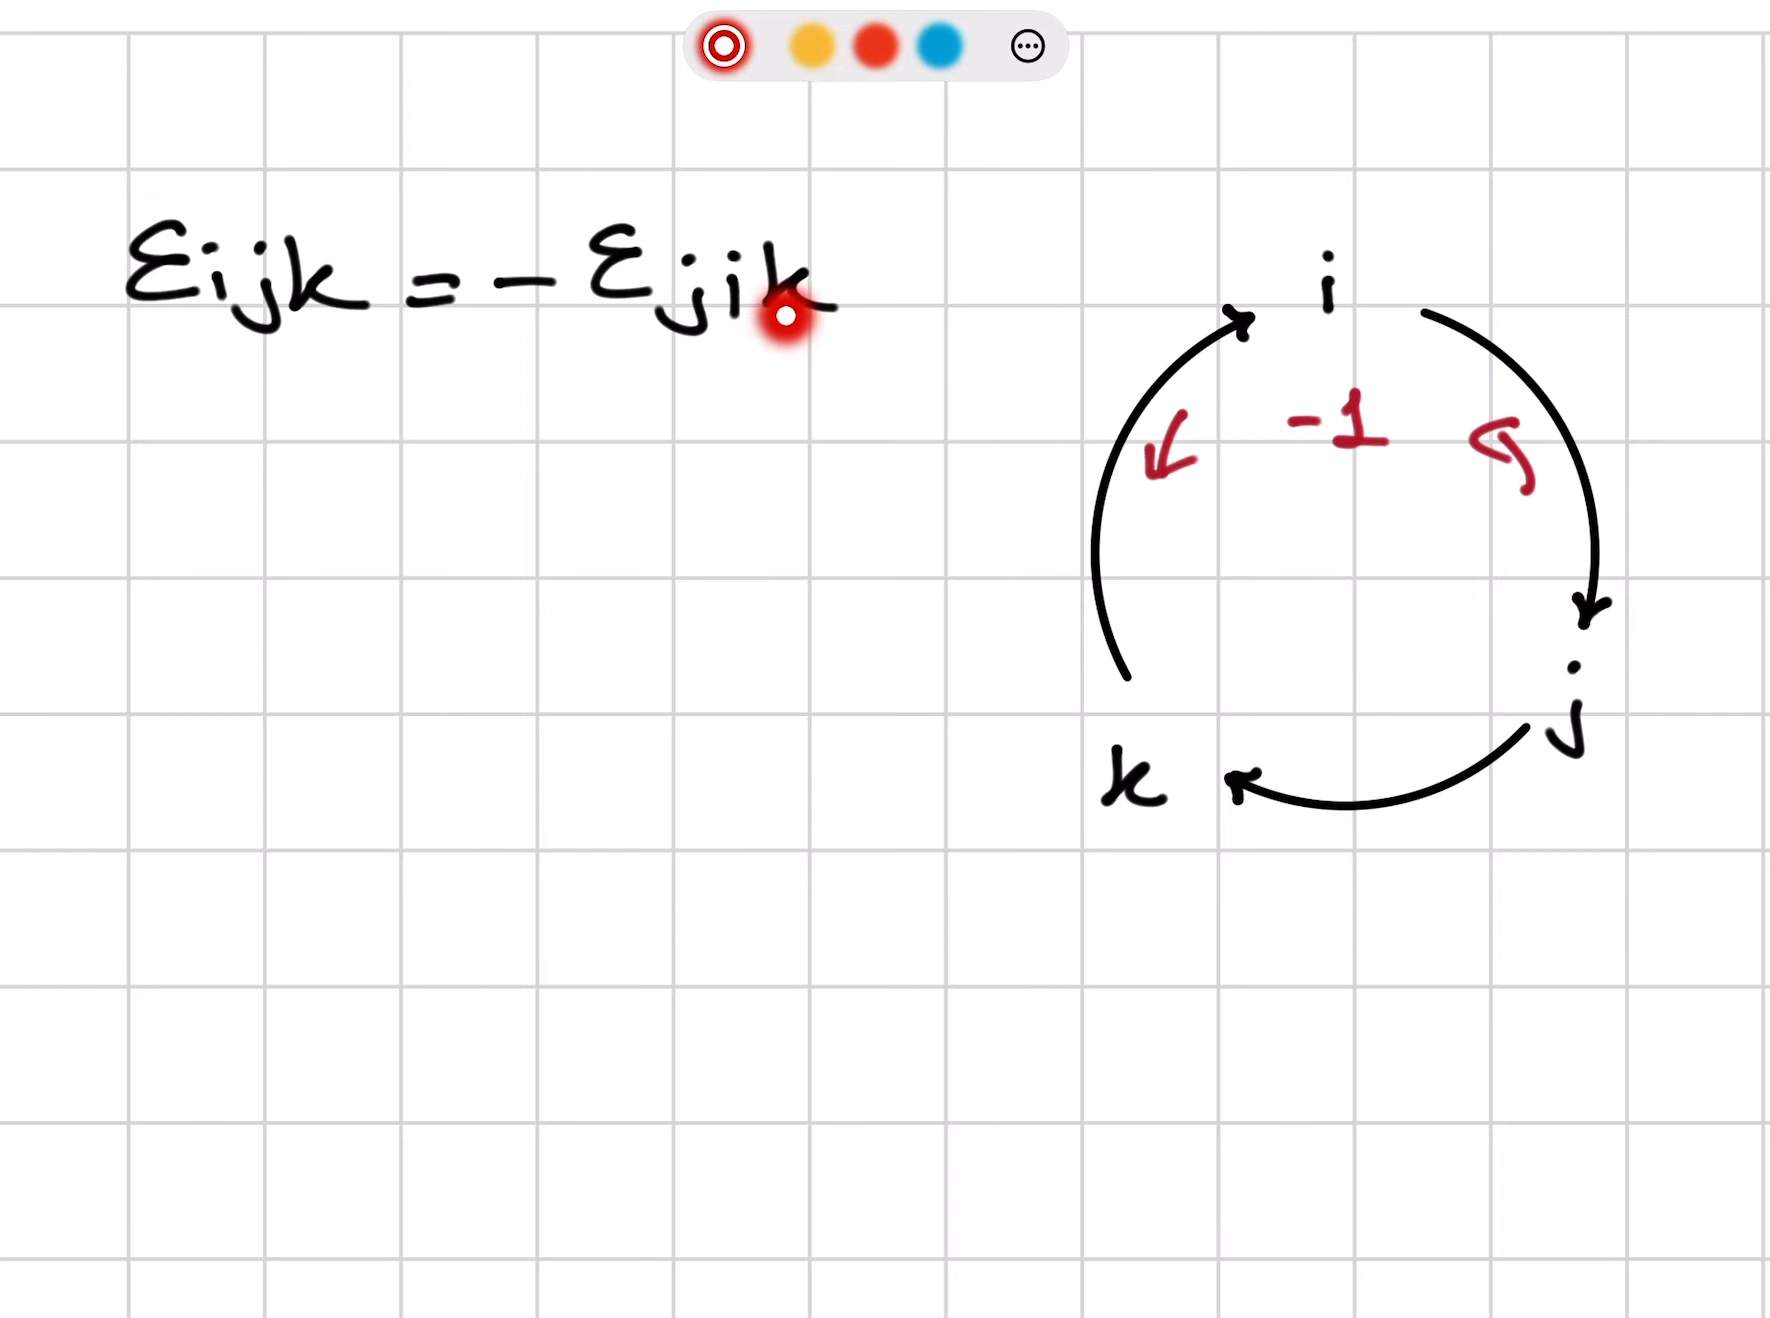 εijk = - εjik
i
-1
j
k